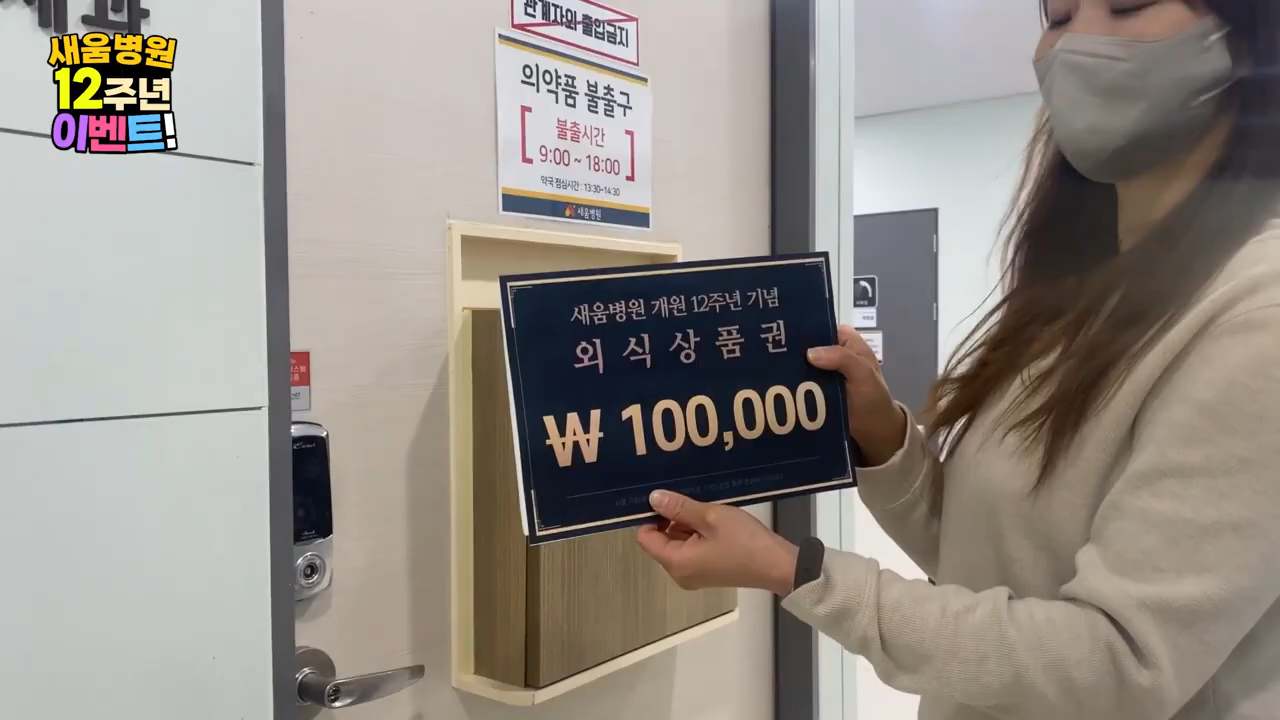 새움병원
12주년
이벤트!
관계자외 출입금지
의약품 불출구
불출시간
9:00 ~ 18:00
약국 점심시간 : 13:30~14:30
새움병원
새움병원 개원 12주년 기념
외식상품권
₩ 100,000